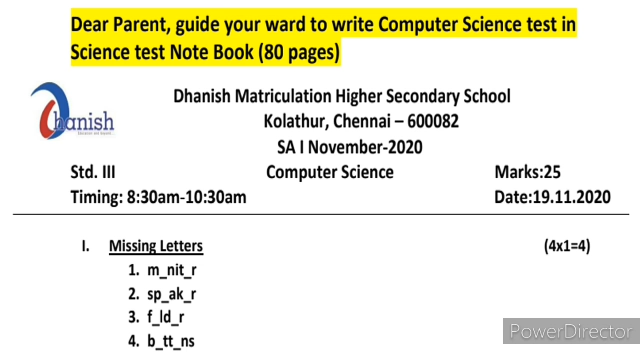 Dear Parent, guide your ward to write Computer Science test in
Science test Note Book (80 pages)
Dhanish Matriculation Higher Secondary School
Dhanish
Kolathur, Chennai – 600082
SA I November-2020
Std. III Computer Science Marks:25
Timing: 8:30am-10:30am Date:19.11.2020
I. Missing Letters (4x1=4)
1. m_nit_r
2. sp_ak_r
3. f_ld_r
4. b_tt_ns
PowerDirector